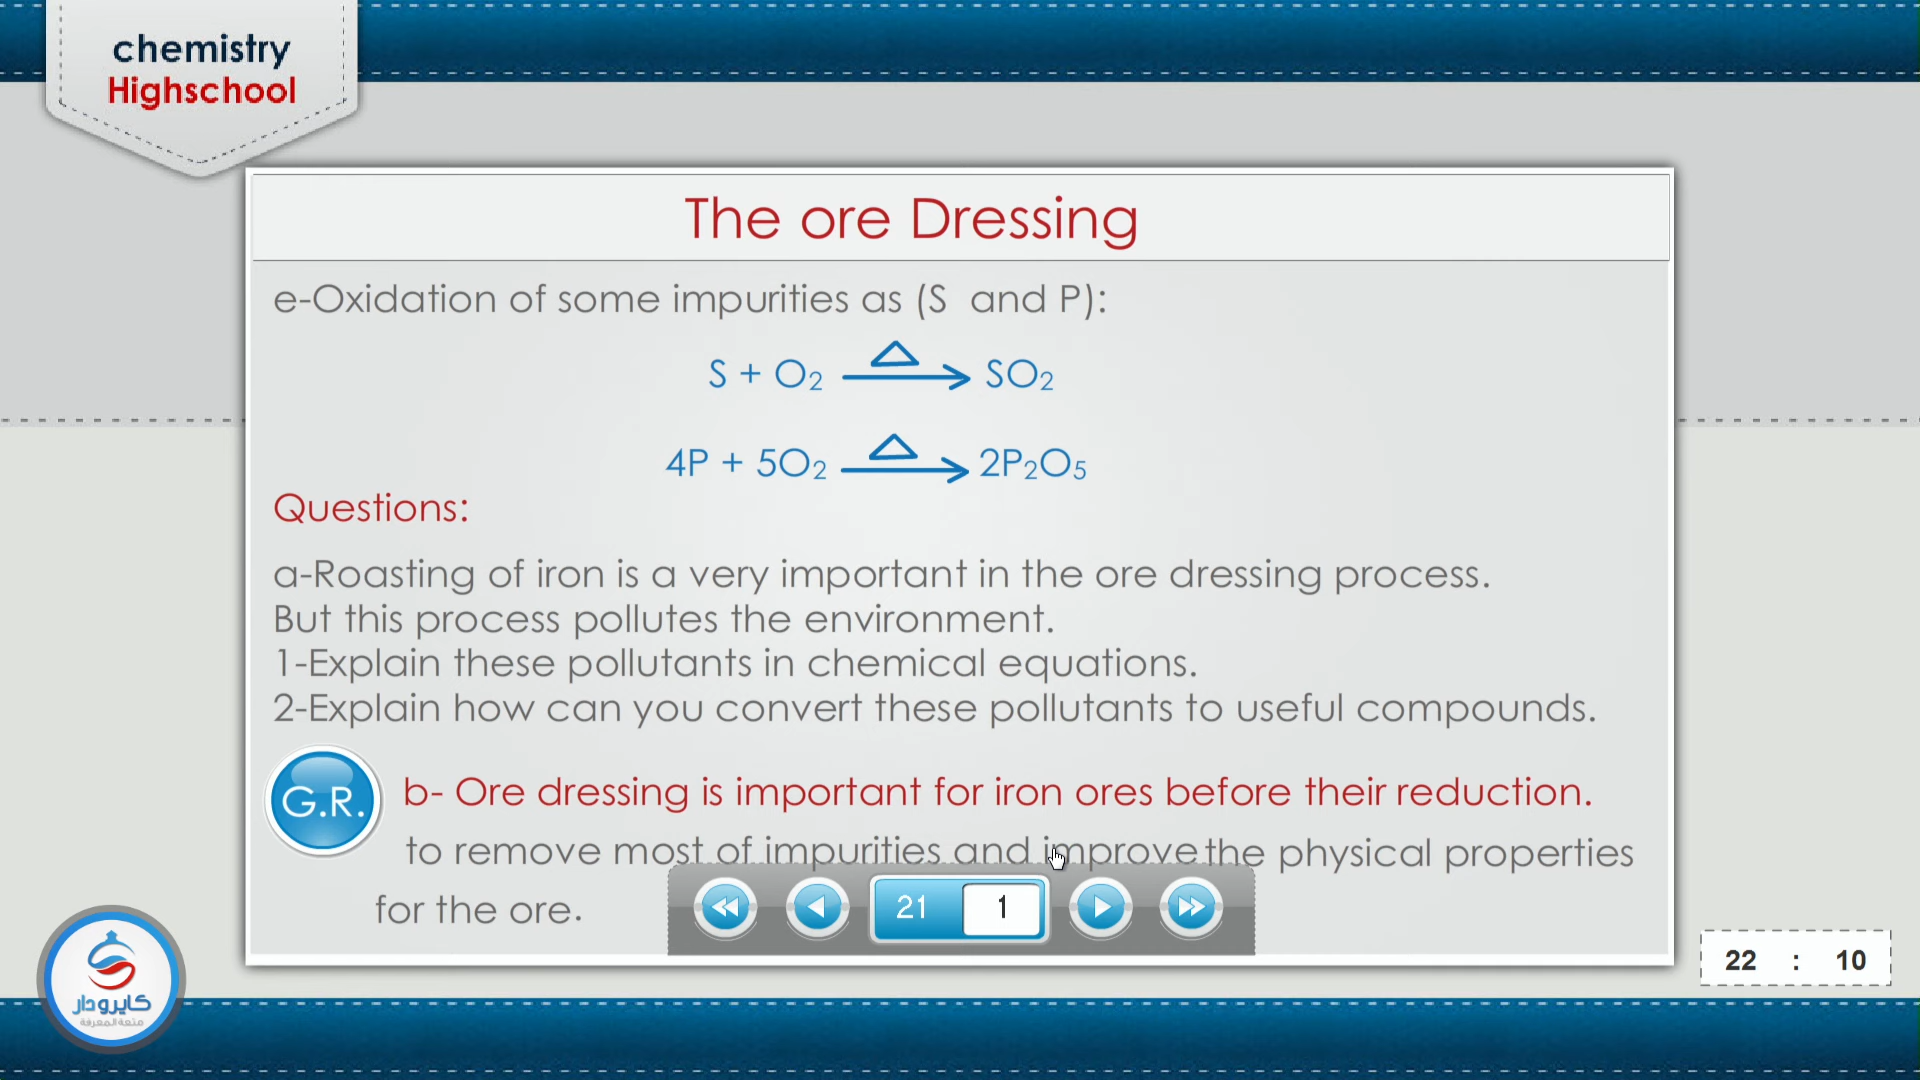 chemistry
Highschool
The ore Dressing
e-Oxidation of some impurities as (S and P):
S + O₂ △→ SO₂
4P + 5O₂ △→ 2P₂O₅
Questions:
a-Roasting of iron is a very important in the ore dressing process.
But this process pollutes the environment.
1-Explain these pollutants in chemical equations.
2-Explain how can you convert these pollutants to useful compounds.
G.R.
b- Ore dressing is important for iron ores before their reduction.
to remove most of impurities and improve the physical properties
for the ore.
21 1
22 : 10
كايرودار
متعة المعرفة